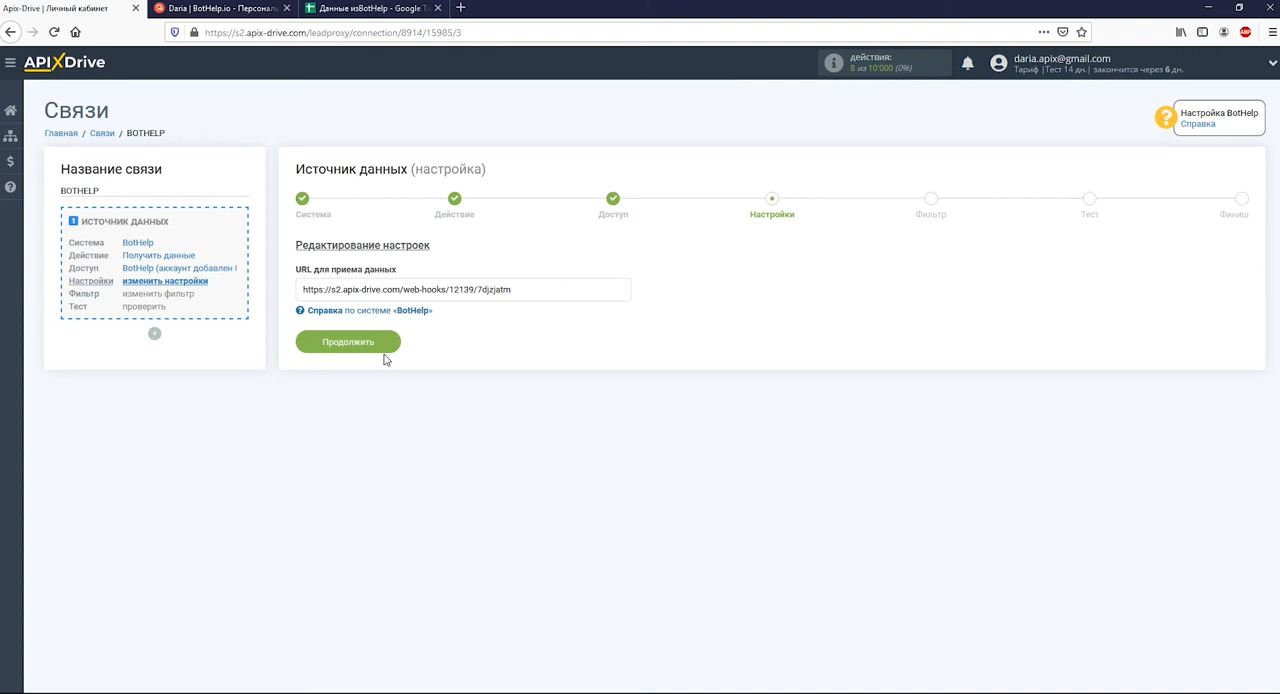 Apix-Drive | Личный кабинет
Daria | BotHelp.io - Персональ
Данные изBotHelp - Google Та
https://s2.apix-drive.com/leadproxy/connection/8914/15985/3
ABP
APIXDrive
действия:
8 из 10'000 (0%)
daria.apix@gmail.com
Тариф |Тест 14 дн.| закончится через 6 дн.
Связи
Главная / Связи / BOTHELP
Настройка BotHelp
Справка
Название связи
BOTHELP
1 ИСТОЧНИК ДАННЫХ
Система BotHelp
Действие Получить данные
Доступ BotHelp (аккаунт добавлен
Настройки изменить настройки
Фильтр изменить фильтр
Тест проверить
Источник данных (настройка)
Система
Действие
Доступ
Настройки
Фильтр
Тест
Финиш
Редактирование настроек
URL для приема данных
https://s2.apix-drive.com/web-hooks/12139/7djzjatm
Справка по системе «BotHelp»
Продолжить